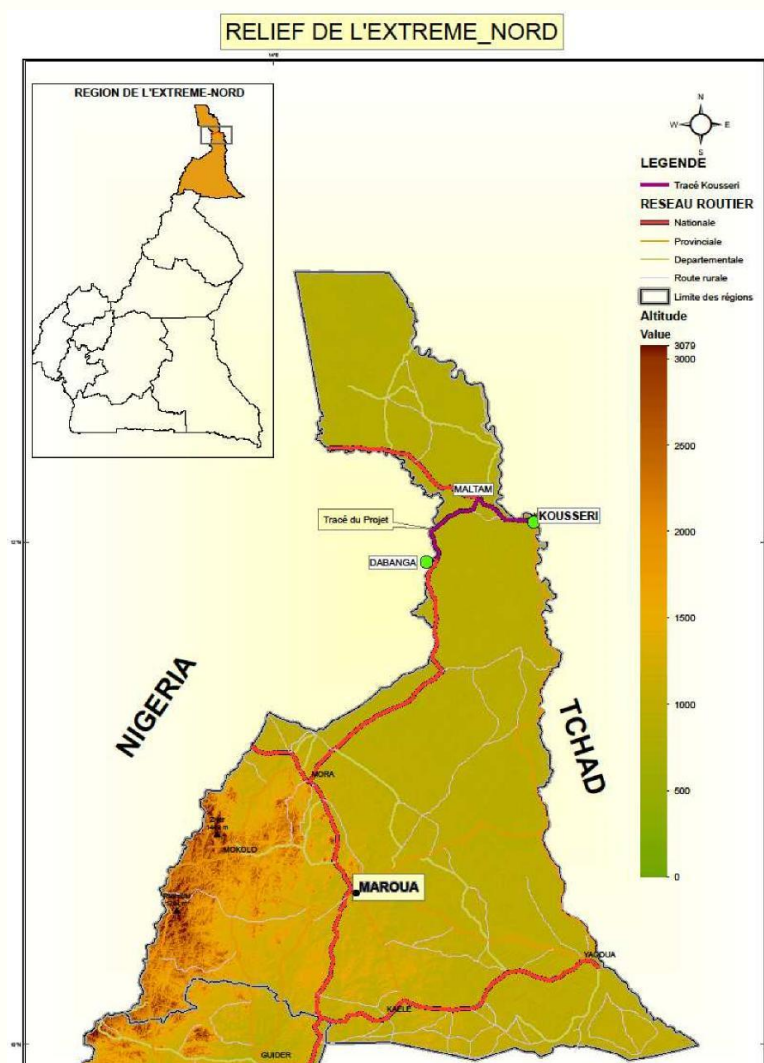 RELIEF DE L'EXTREME_NORD
REGION DE L'EXTREME-NORD
N
W
E
S
LEGENDE
Tracé Kousseri
RESEAU ROUTIER
Nationale
Provinciale
Departementale
Route rurale
Limite des régions
Altitude
Value
3079
3000
2500
2000
1500
1000
500
0
MALTAM
KOUSSERI
Tracé du Projet
DABANGA
NIGERIA
TCHAD
MORA
MOKOLO
MAROUA
YAGOUA
KAELE
GUIDER